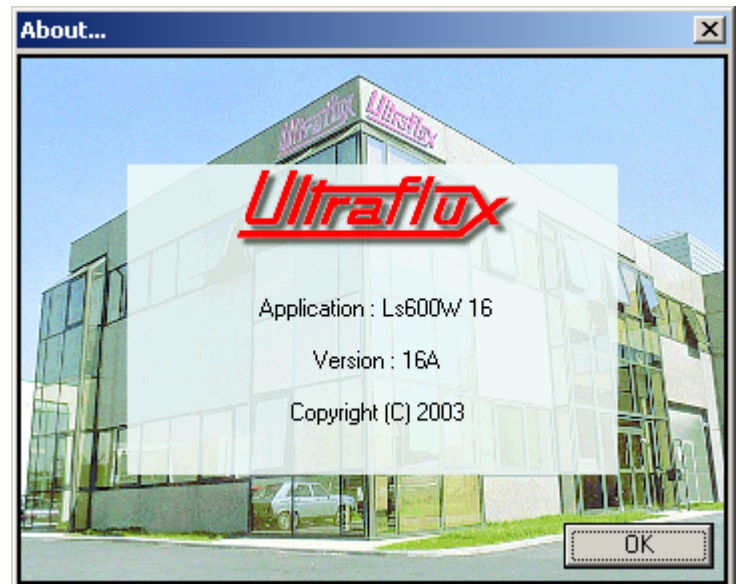 About...
Ultraflux Ultraflux
Ultraflux
Application : Ls600W 16
Version : 16A
Copyright (C) 2003
OK